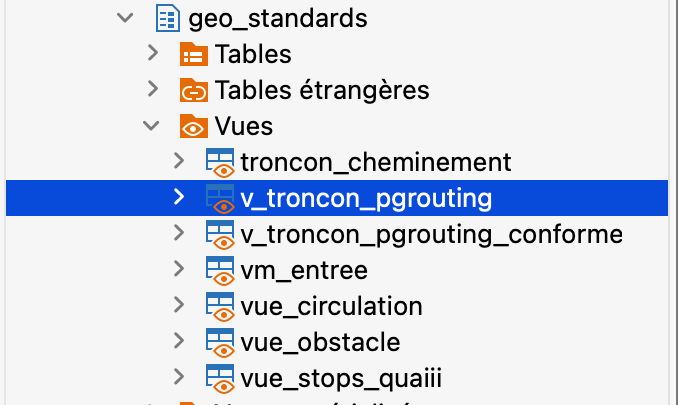 geo_standards
Tables
Tables étrangères
Vues
troncon_cheminement
v_troncon_pgrouting
v_troncon_pgrouting_conforme
vm_entree
vue_circulation
vue_obstacle
vue_stops_quaiii